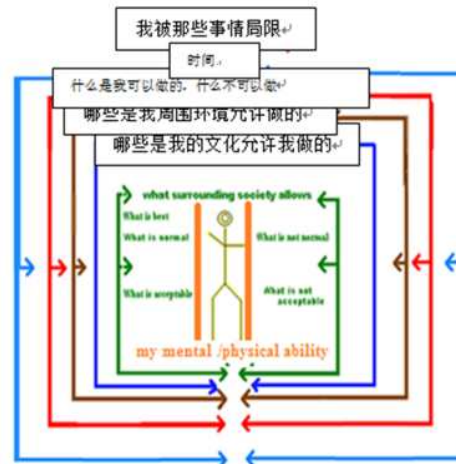 我被那些事情局限
时间
什么是我可以做的，什么不可以做
哪些是我周围环境允许做的
哪些是我的文化允许我做的
what surrounding society allows
What is best
What is normal
What is not normal
What is acceptable
What is not
acceptable
my mental /physical ability